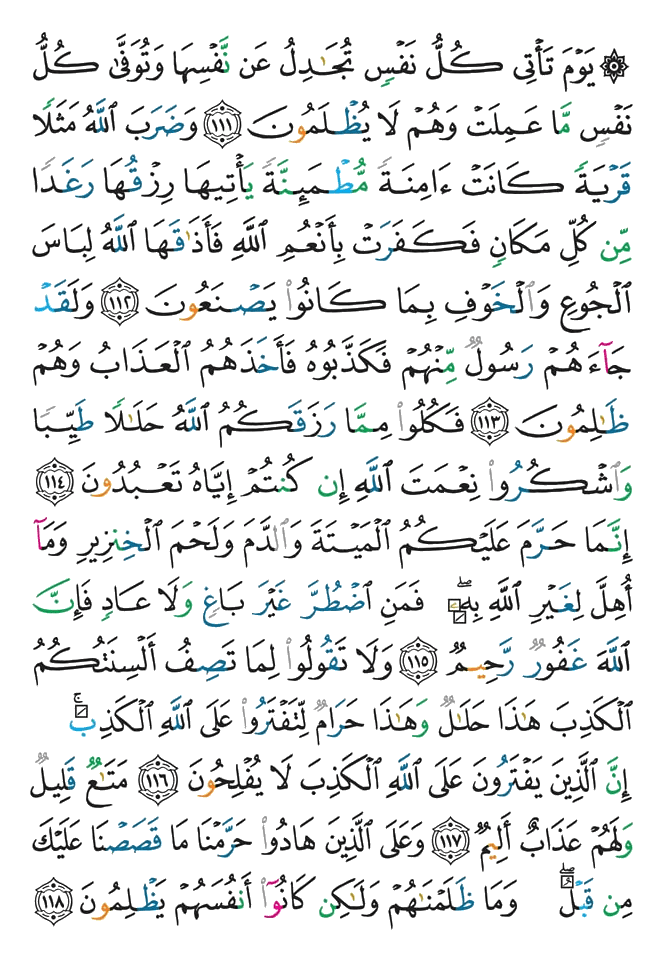 ۞ يَوْمَ تَأْتِى كُلُّ نَفْسٍ تُجَٰدِلُ عَن نَّفْسِهَا وَتُوَفَّىٰ كُلُّ
نَفْسٍ مَّا عَمِلَتْ وَهُمْ لَا يُظْلَمُونَ ١١١ وَضَرَبَ ٱللَّهُ مَثَلًا
قَرْيَةً كَانَتْ ءَامِنَةً مُّطْمَئِنَّةً يَأْتِيهَا رِزْقُهَا رَغَدًا
مِّن كُلِّ مَكَانٍ فَكَفَرَتْ بِأَنْعُمِ ٱللَّهِ فَأَذَٰقَهَا ٱللَّهُ لِبَاسَ
ٱلْجُوعِ وَٱلْخَوْفِ بِمَا كَانُوا۟ يَصْنَعُونَ ١١٢ وَلَقَدْ
جَآءَهُمْ رَسُولٌ مِّنْهُمْ فَكَذَّبُوهُ فَأَخَذَهُمُ ٱلْعَذَابُ وَهُمْ
ظَٰلِمُونَ ١١٣ فَكُلُوا۟ مِمَّا رَزَقَكُمُ ٱللَّهُ حَلَٰلًا طَيِّبًا
وَٱشْكُرُوا۟ نِعْمَتَ ٱللَّهِ إِن كُنتُمْ إِيَّاهُ تَعْبُدُونَ ١١٤
إِنَّمَا حَرَّمَ عَلَيْكُمُ ٱلْمَيْتَةَ وَٱلدَّمَ وَلَحْمَ ٱلْخِنزِيرِ وَمَآ
أُهِلَّ لِغَيْرِ ٱللَّهِ بِهِۦۖ فَمَنِ ٱضْطُرَّ غَيْرَ بَاغٍ وَلَا عَادٍ فَإِنَّ
ٱللَّهَ غَفُورٌ رَّحِيمٌ ١١٥ وَلَا تَقُولُوا۟ لِمَا تَصِفُ أَلْسِنَتُكُمُ
ٱلْكَذِبَ هَٰذَا حَلَٰلٌ وَهَٰذَا حَرَامٌ لِّتَفْتَرُوا۟ عَلَى ٱللَّهِ ٱلْكَذِبَۚ
إِنَّ ٱلَّذِينَ يَفْتَرُونَ عَلَى ٱللَّهِ ٱلْكَذِبَ لَا يُفْلِحُونَ ١١٦ مَتَٰعٌ قَلِيلٌ
وَلَهُمْ عَذَابٌ أَلِيمٌ ١١٧ وَعَلَى ٱلَّذِينَ هَادُوا۟ حَرَّمْنَا مَا قَصَصْنَا عَلَيْكَ
مِن قَبْلُۖ وَمَا ظَلَمْنَٰهُمْ وَلَٰكِن كَانُوٓا۟ أَنفُسَهُمْ يَظْلِمُونَ ١١٨